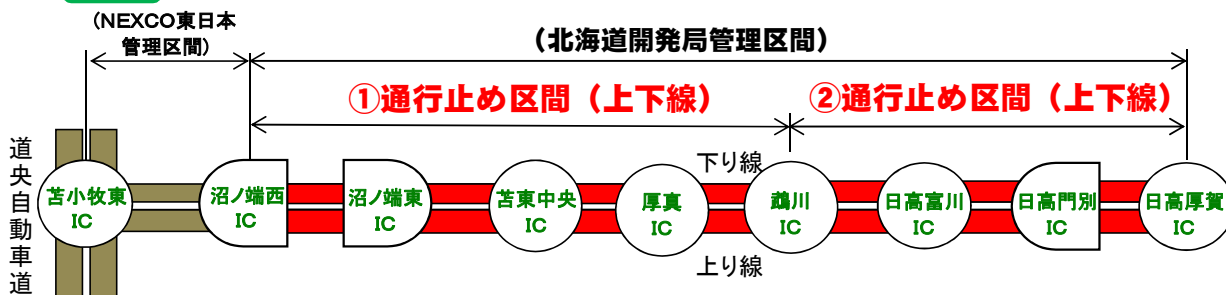 (NEXCO東日本
管理区間)
(北海道開発局管理区間)
①通行止め区間（上下線）
②通行止め区間（上下線）
道央自動車道
下り線
苫小牧東
IC
沼ノ端西
IC
沼ノ端東
IC
苫東中央
IC
厚真
IC
鵡川
IC
日高富川
IC
日高門別
IC
日高厚賀
IC
上り線